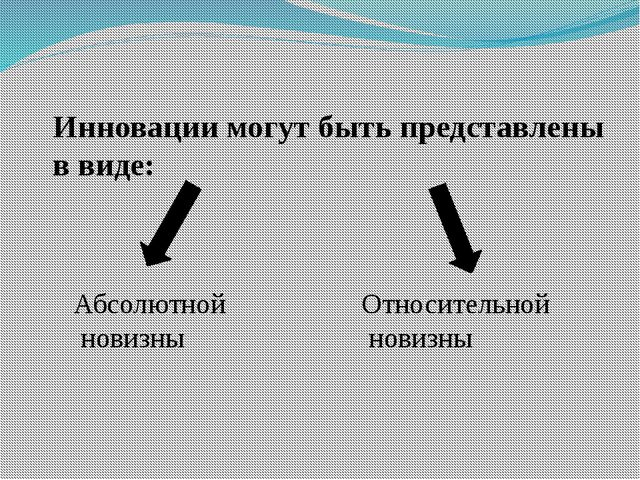 Инновации могут быть представлены
в виде:
Абсолютной
новизны
Относительной
новизны